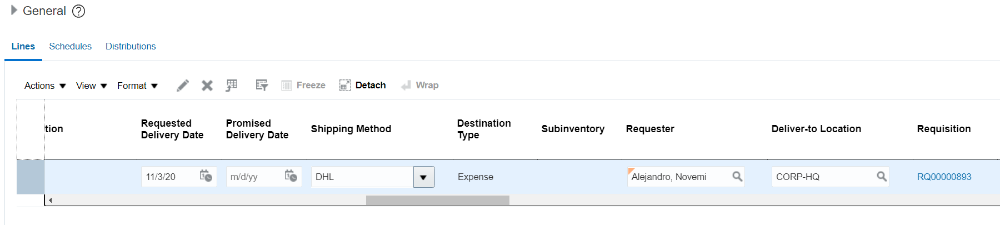 General ?
Lines Schedules Distributions
Actions View Format Freeze Detach Wrap
tion Requested Delivery Date Promised Delivery Date Shipping Method Destination Type Subinventory Requester Deliver-to Location Requisition
11/3/20 m/d/yy DHL Expense Alejandro, Novemi CORP-HQ RQ00000893